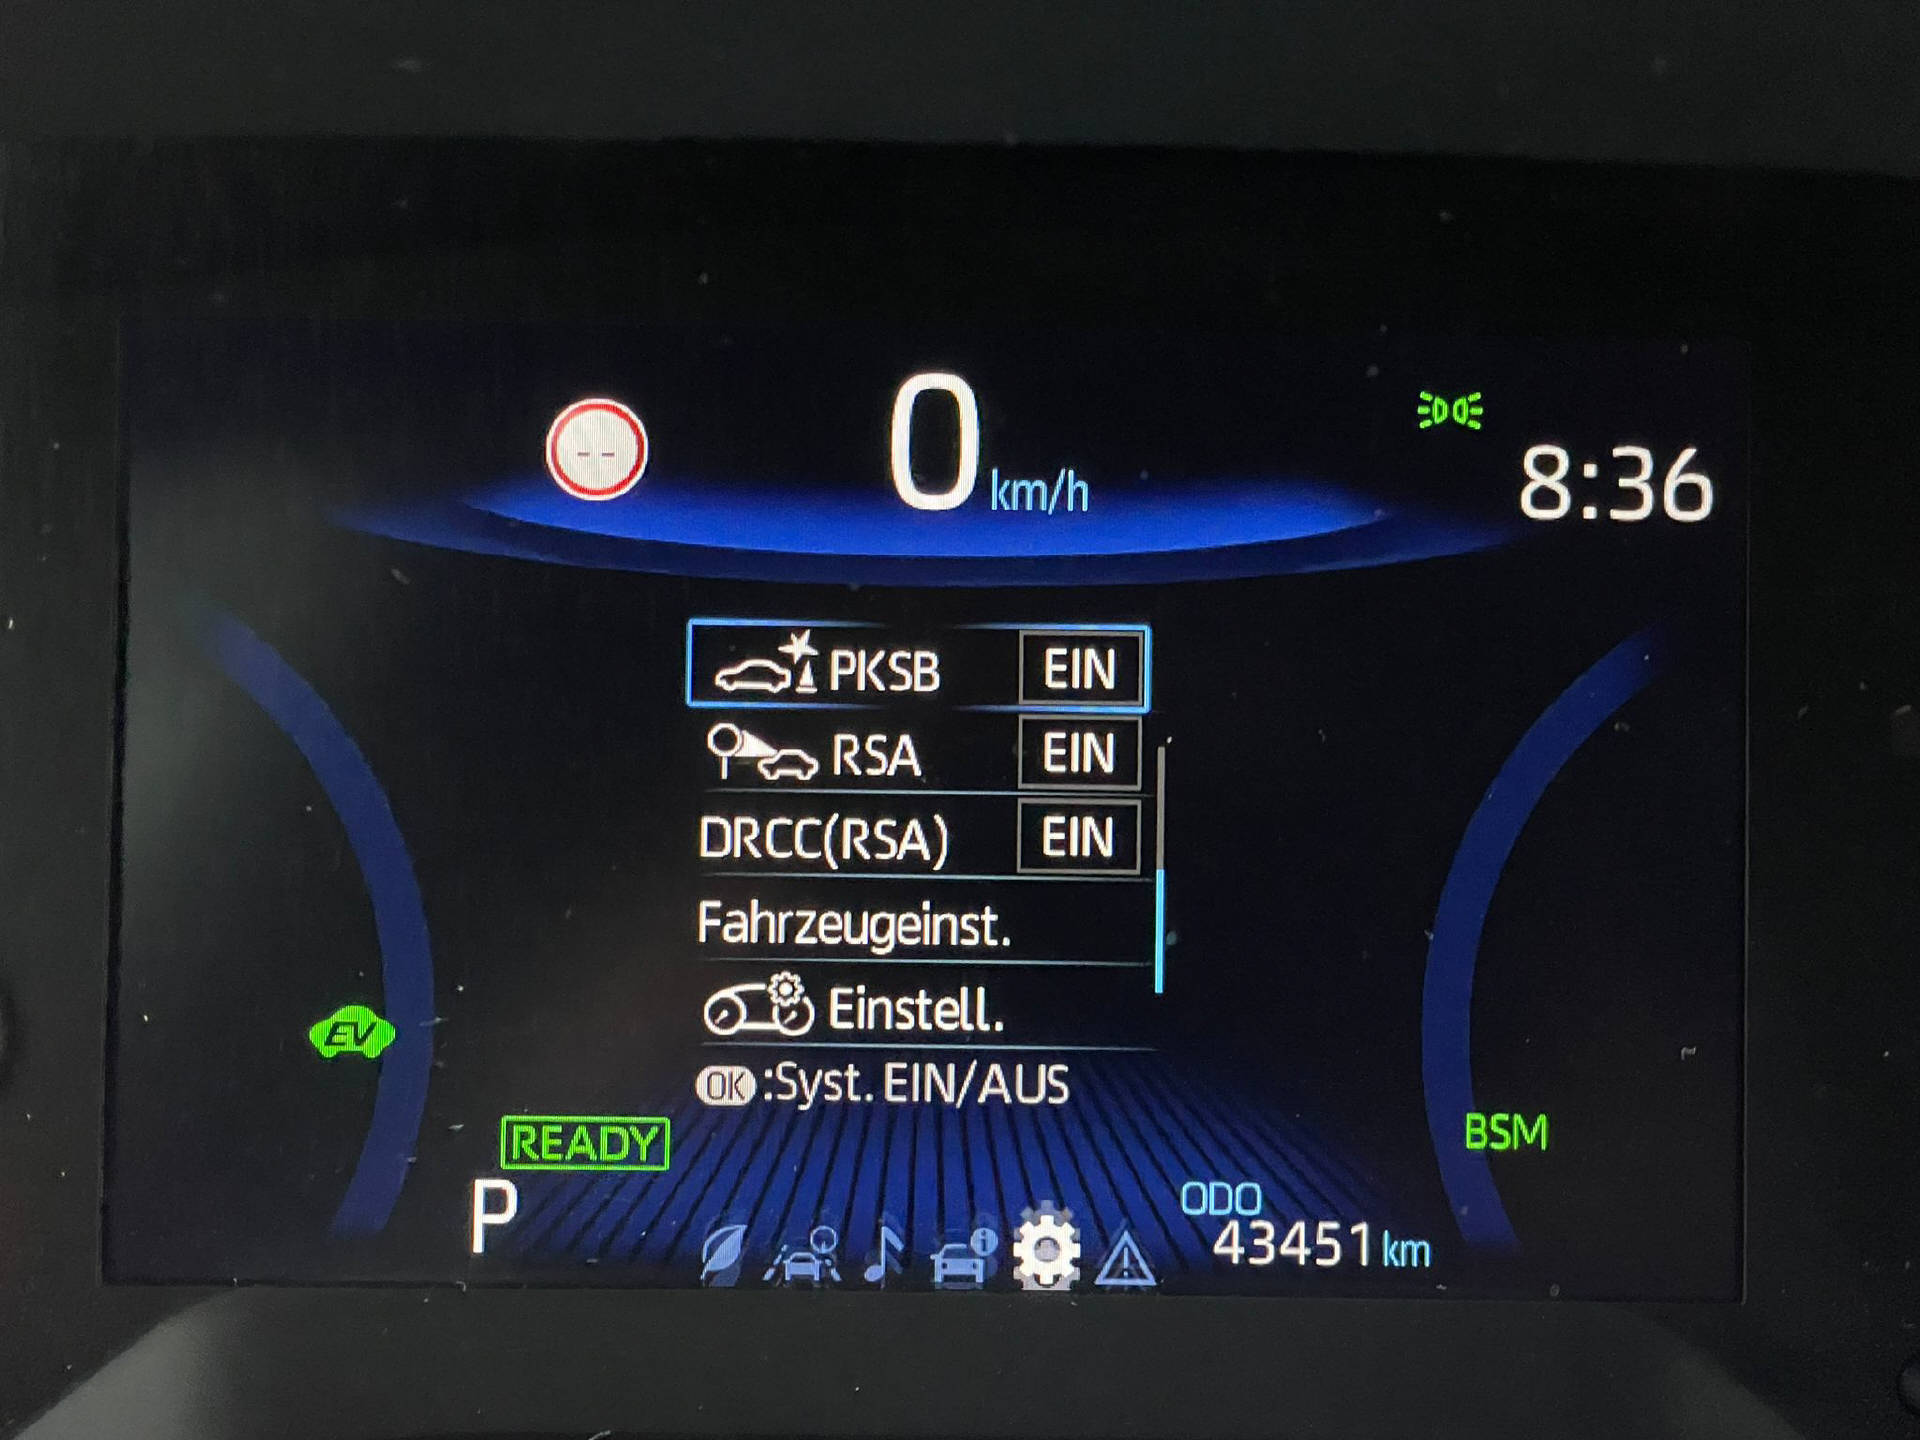 --
0 km/h
8:36
PKSB EIN
RSA EIN
DRCC(RSA) EIN
Fahrzeugeinst.
Einstell.
OK :Syst. EIN/AUS
EV
READY
BSM
P
ODO
43451 km